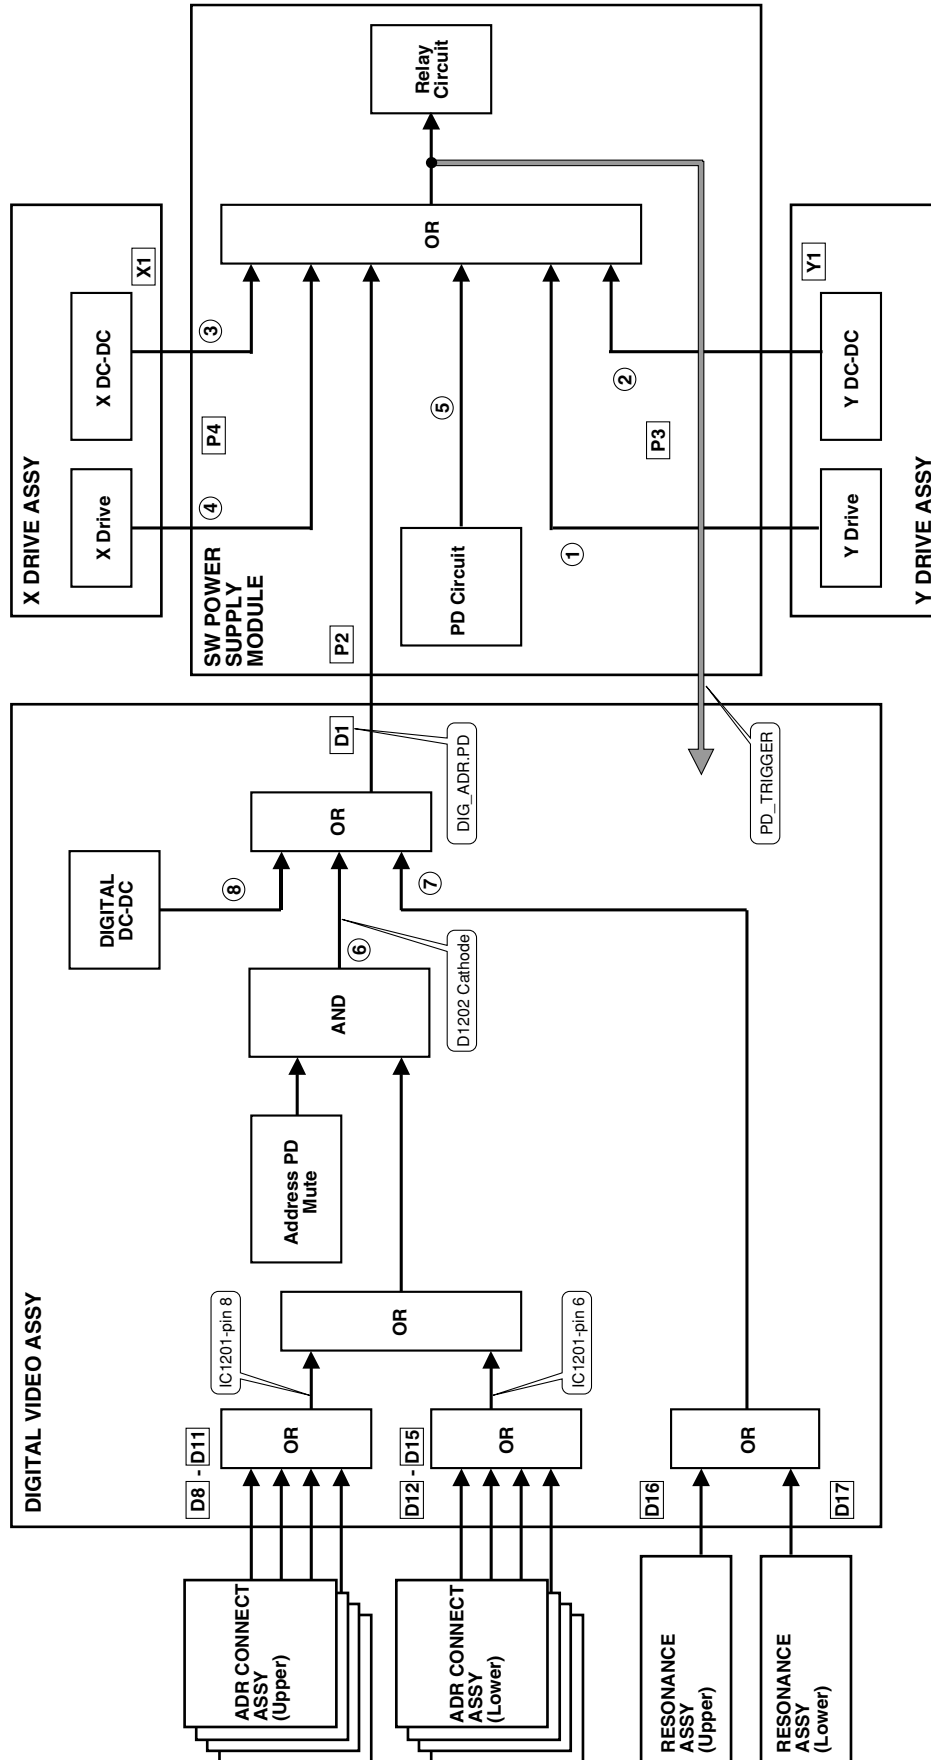 DIGITAL VIDEO ASSY
ADR CONNECT
ASSY
(Upper)
D8 - D11
OR
IC1201-pin 8
ADR CONNECT
ASSY
(Lower)
D12 - D15
OR
IC1201-pin 6
OR
Address PD
Mute
AND
6
D1202 Cathode
DIGITAL
DC-DC
8
OR
7
D1
DIG_ADR.PD
RESONANCE
ASSY
(Upper)
D16
RESONANCE
ASSY
(Lower)
D17
OR
PD_TRIGGER
X DRIVE ASSY
X Drive
X DC-DC
X1
4
P4
3
SW POWER
SUPPLY
MODULE
P2
PD Circuit
5
OR
Relay
Circuit
1
P3
2
Y Drive
Y DC-DC
Y1
Y DRIVE ASSY